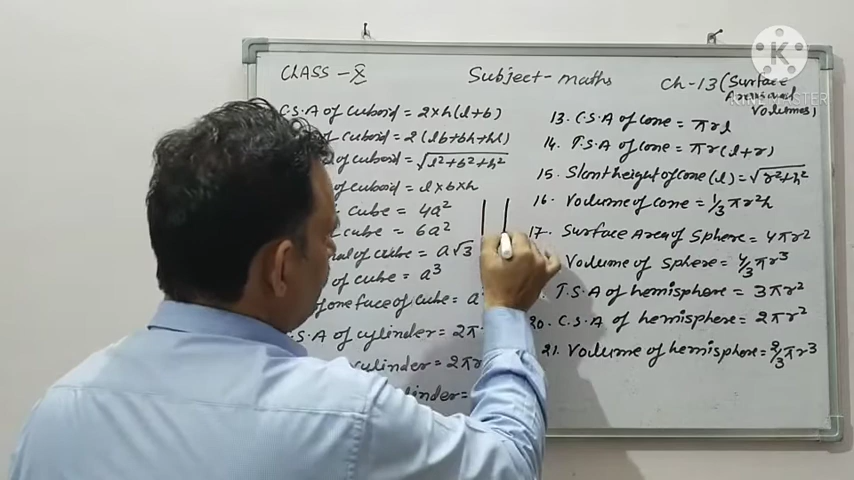 CLASS - X
Subject - maths
Ch - 13 (Surface
Areas and
Volumes)
K
KINEMASTER
C.S.A of cuboid = 2×h(l+b)
of cuboid = 2(lb+bh+hl)
of cuboid = √l²+b²+h²
of cuboid = l×b×h
cube = 4a²
cube = 6a²
of cube = a√3
of cube = a³
of one face of cube = a
S.A of cylinder = 2π
cylinder = 2πr
linder =
13. C.S.A of cone = πrl
14. T.S.A of cone = πr(l+r)
15. Slant height of cone (l) = √r²+h²
16. Volume of cone = 1/3 πr²h
17. Surface Area of Sphere = 4πr²
Volume of Sphere = 4/3 πr³
T.S.A of hemisphere = 3πr²
20. C.S.A of hemisphere = 2πr²
21. Volume of hemisphere = 2/3 πr³